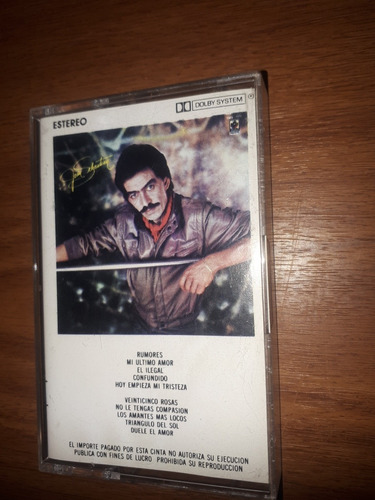 ESTEREO
DOLBY SYSTEM
RUMORES
MI ULTIMO AMOR
EL ILEGAL
CONFUNDIDO
HOY EMPIEZA MI TRISTEZA
VEINTICINCO ROSAS
NO LE TENGAS COMPASION
LOS AMANTES MAS LOCOS
TRIANGULO DEL SOL
DUELE EL AMOR
EL IMPORTE PAGADO POR ESTA CINTA NO AUTORIZA SU EJECUCION
PUBLICA CON FINES DE LUCRO PROHIBIDA SU REPRODUCCION